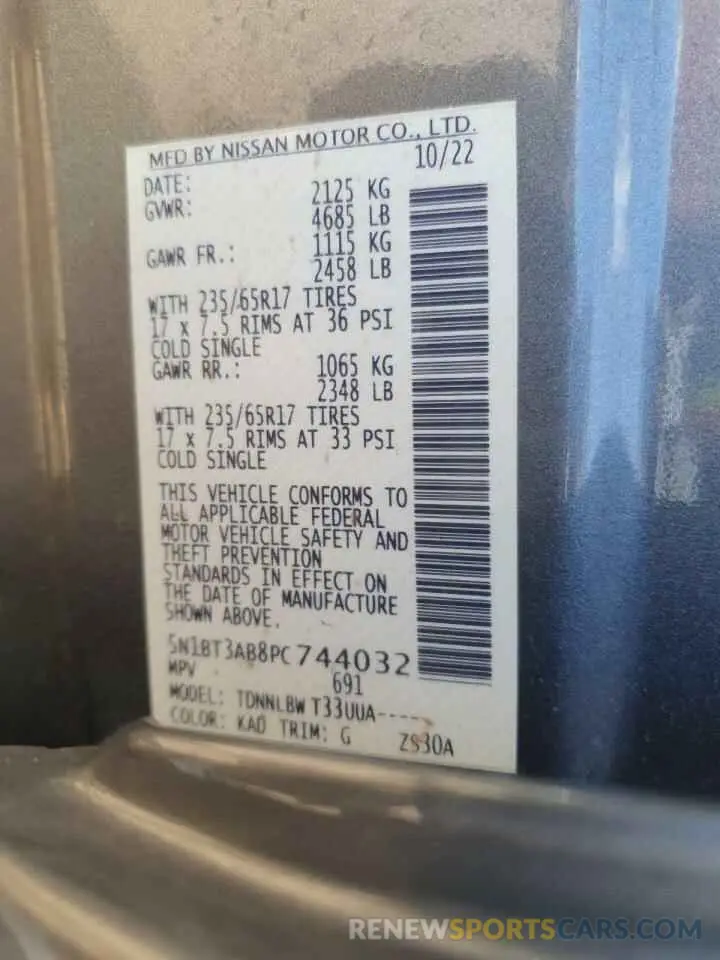 MFD BY NISSAN MOTOR CO., LTD.
DATE: 10/22
GVWR: 2125 KG
4685 LB
GAWR FR.: 1115 KG
2458 LB
WITH 235/65R17 TIRES
17 x 7.5 RIMS AT 36 PSI
COLD SINGLE
GAWR RR.: 1065 KG
2348 LB
WITH 235/65R17 TIRES
17 x 7.5 RIMS AT 33 PSI
COLD SINGLE
THIS VEHICLE CONFORMS TO
ALL APPLICABLE FEDERAL
MOTOR VEHICLE SAFETY AND
THEFT PREVENTION
STANDARDS IN EFFECT ON
THE DATE OF MANUFACTURE
SHOWN ABOVE.
5N1BT3AB8PC744032
MPV 691
MODEL: TDNNLBW T33UUA-----
COLOR: KAD TRIM: G ZS30A
RENEWSPORTSCARS.COM